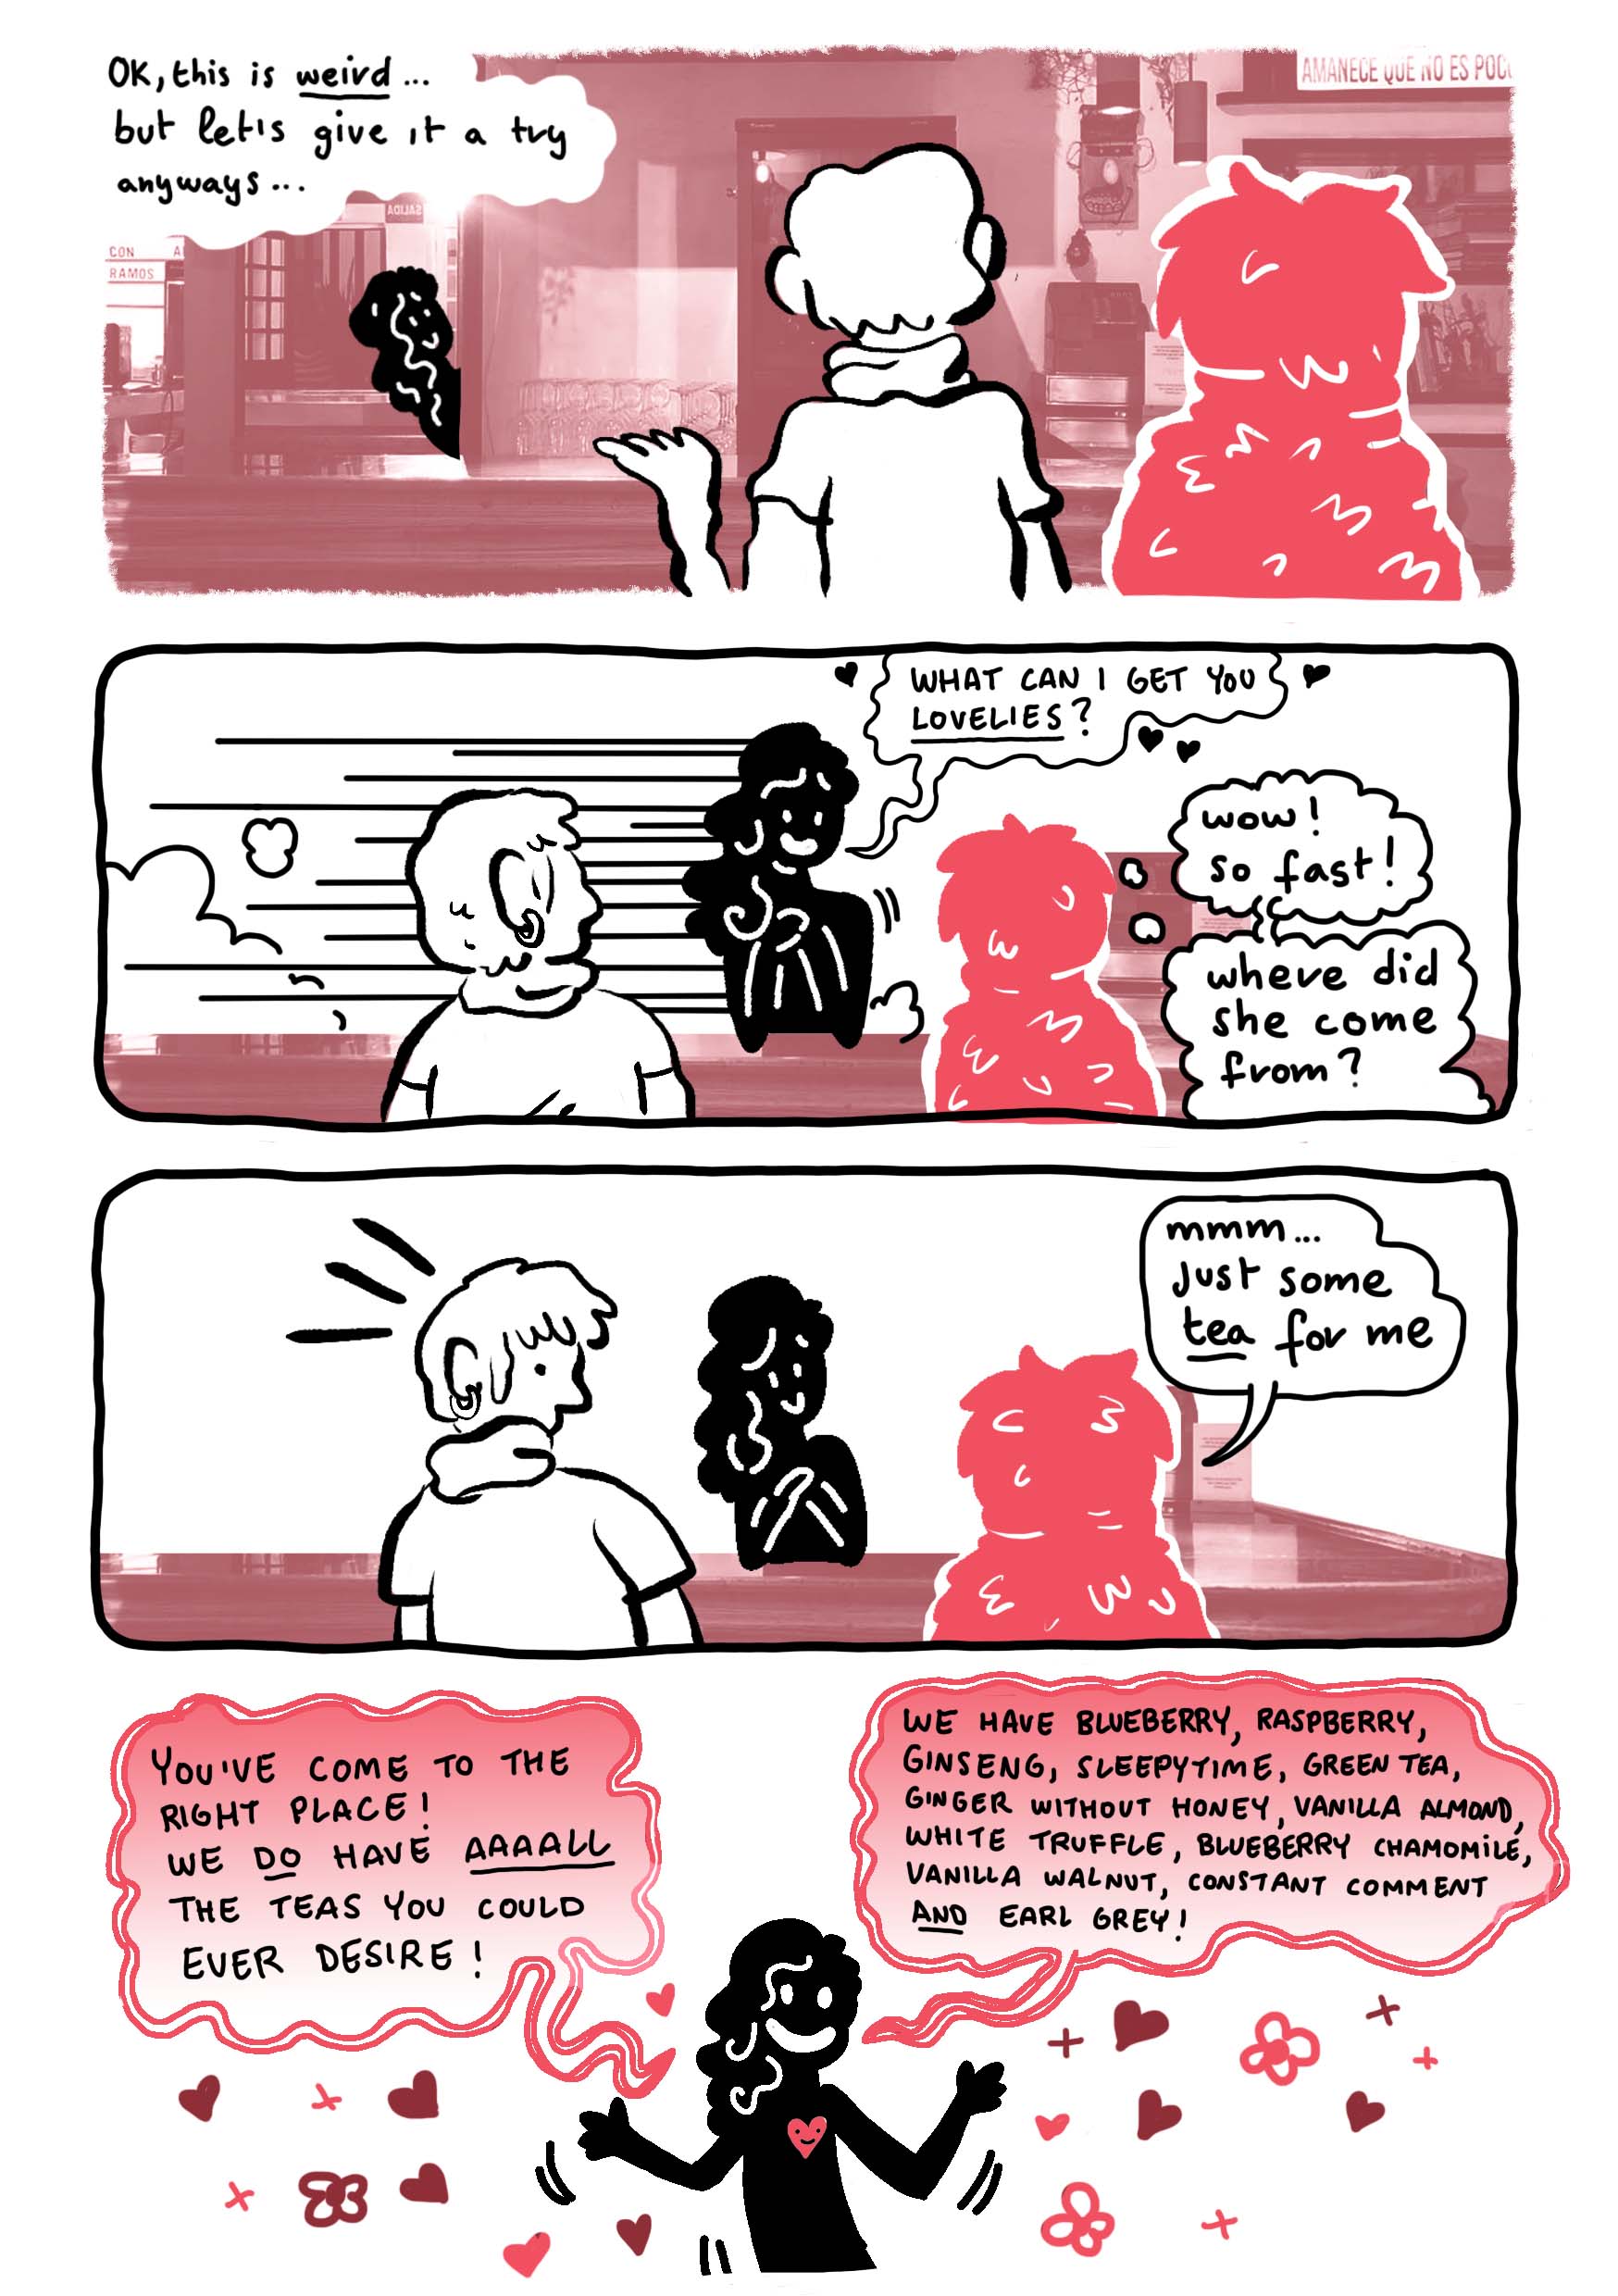 OK, this is weird...
but let's give it a try
anyways...
AMANECE QUE NO ES POC
SALIDA
CON A
RAMOS
WHAT CAN I GET YOU
LOVELIES?
wow!
so fast!
where did
she come
from?
mmm...
Just some
tea for me
YOU'VE COME TO THE
RIGHT PLACE!
WE DO HAVE AAAALL
THE TEAS YOU COULD
EVER DESIRE!
WE HAVE BLUEBERRY, RASPBERRY,
GINSENG, SLEEPYTIME, GREEN TEA,
GINGER WITHOUT HONEY, VANILLA ALMOND,
WHITE TRUFFLE, BLUEBERRY CHAMOMILE,
VANILLA WALNUT, CONSTANT COMMENT
AND EARL GREY!